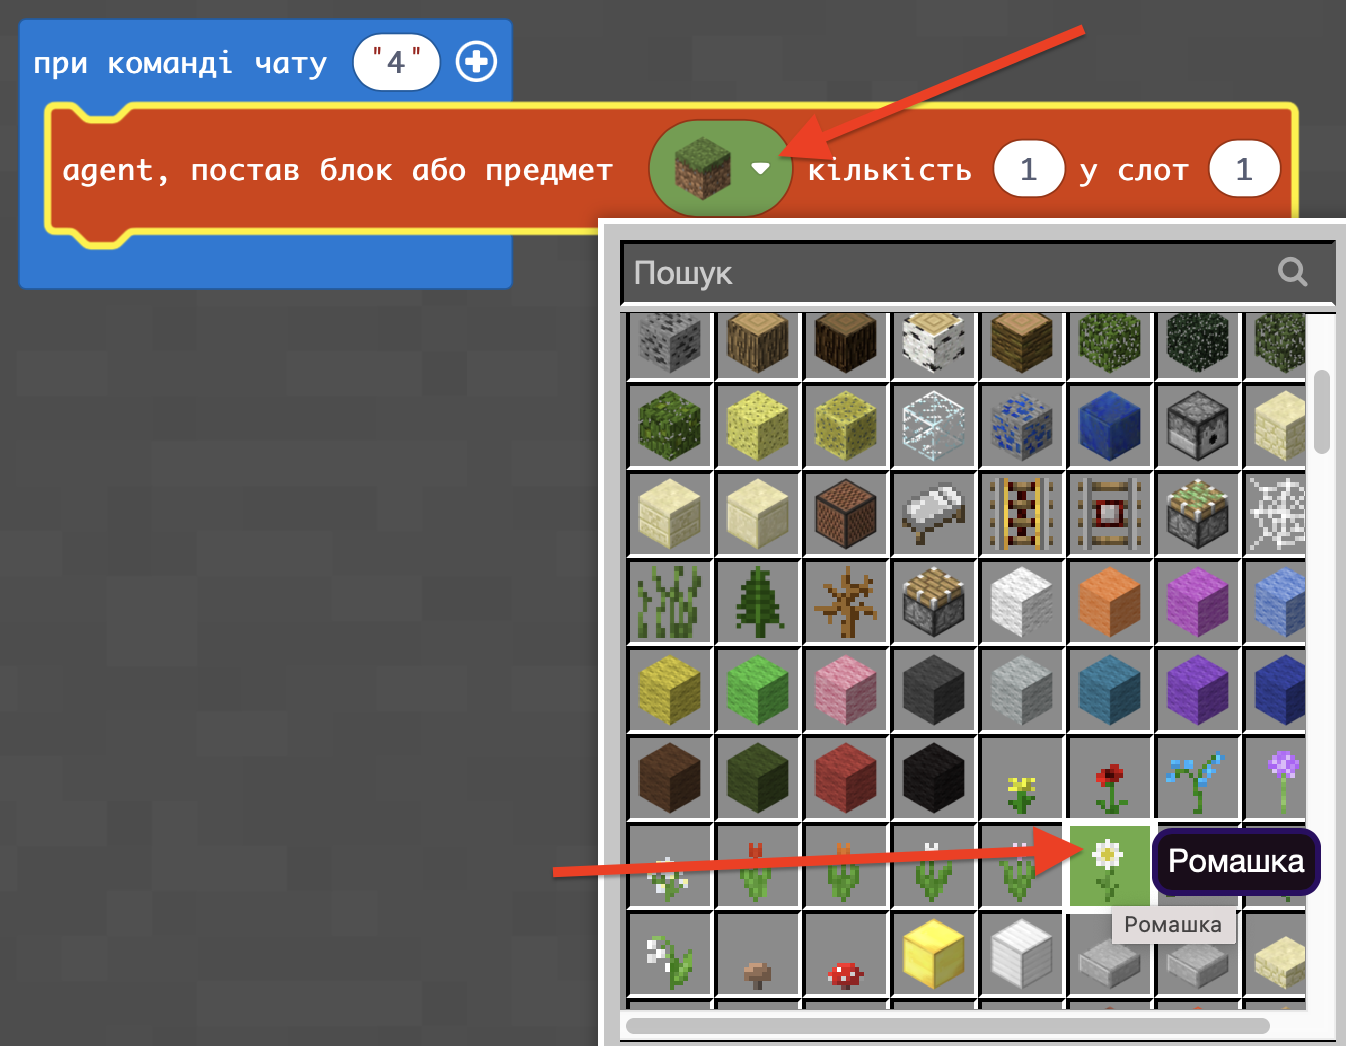 при команді чату "4"
agent, постав блок або предмет кількість 1 у слот 1
Пошук
Ромашка
Ромашка